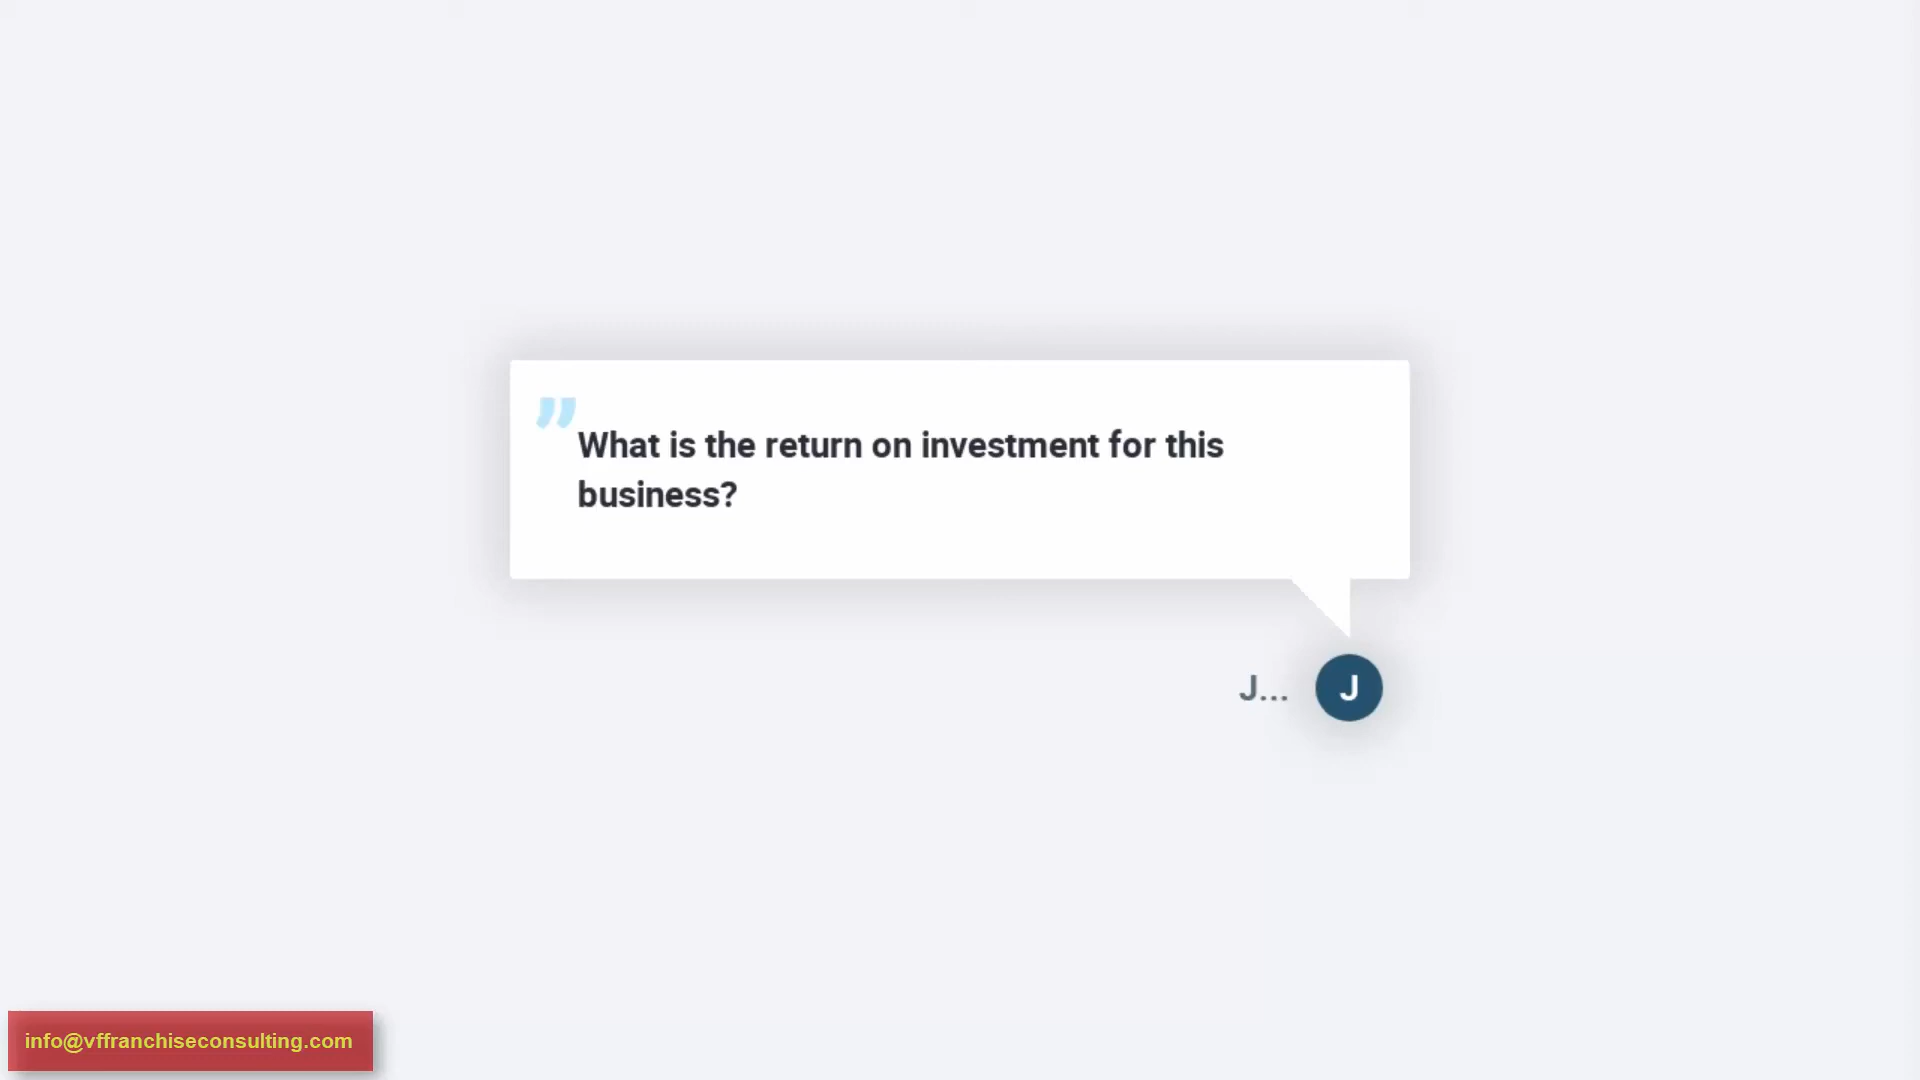 ”
What is the return on investment for this
business?
J...
J
info@vffranchiseconsulting.com